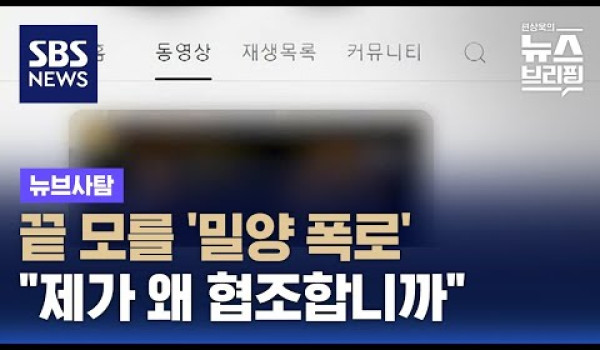 SBS
NEWS
홈 동영상 재생목록 커뮤니티
편상욱의
뉴스
브리핑
뉴브사탐
끝 모를 '밀양 폭로'
"제가 왜 협조합니까"